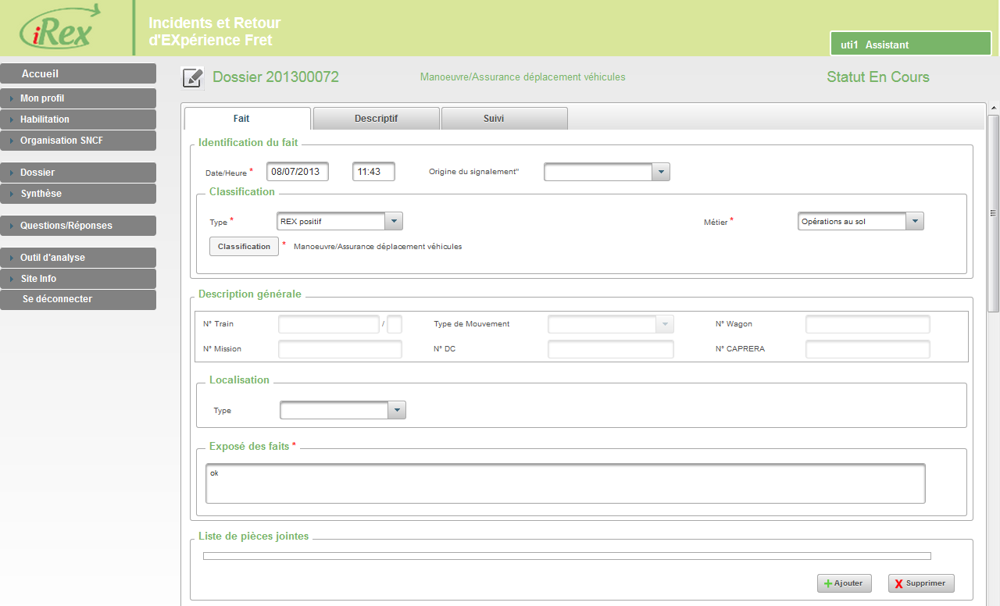 iRex
Incidents et Retour
d'EXpérience Fret
uti1 Assistant
Accueil
Mon profil
Habilitation
Organisation SNCF
Dossier
Synthèse
Questions/Réponses
Outil d'analyse
Site Info
Se déconnecter
Dossier 201300072 Manoeuvre/Assurance déplacement véhicules Statut En Cours
Fait Descriptif Suivi
Identification du fait
Date/Heure * 08/07/2013 11:43 Origine du signalement"
Classification
Type * REX positif Métier * Opérations au sol
Classification * Manoeuvre/Assurance déplacement véhicules
Description générale
N° Train / Type de Mouvement N° Wagon
N° Mission N° DC N° CAPRERA
Localisation
Type
Exposé des faits *
ok
Liste de pièces jointes
Ajouter X Supprimer